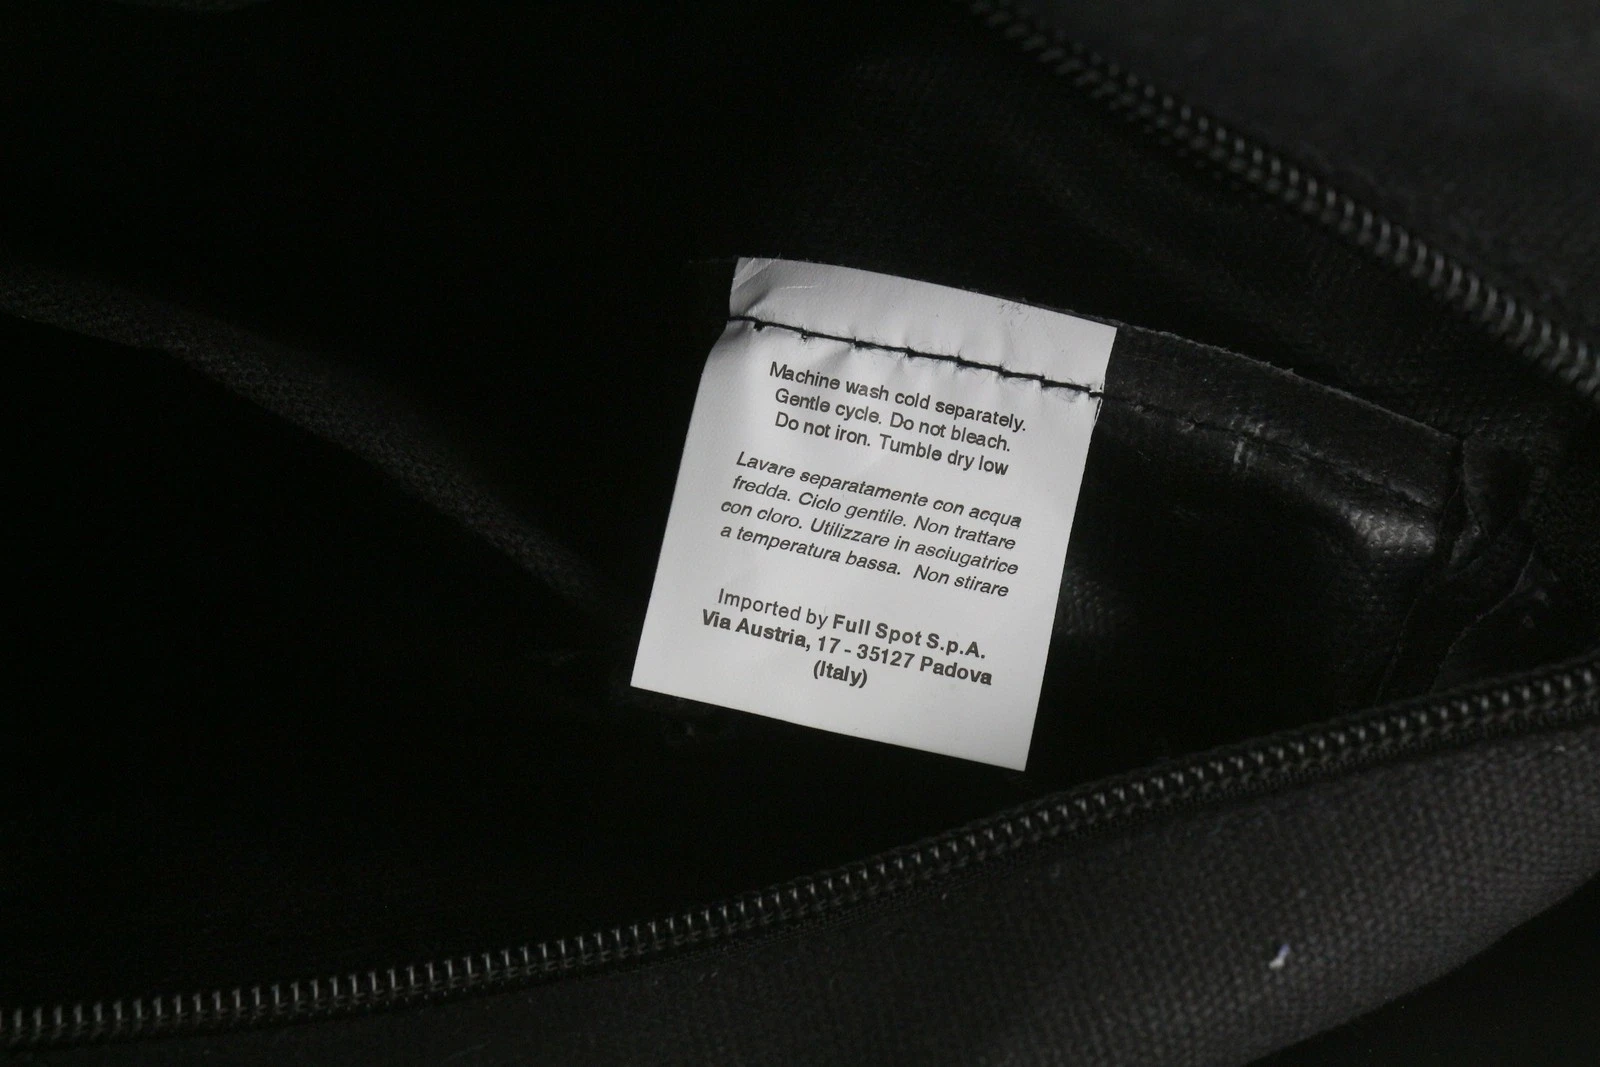 Machine wash cold separately.
Gentle cycle. Do not bleach.
Do not iron. Tumble dry low
Lavare separatamente con acqua
fredda. Ciclo gentile. Non trattare
con cloro. Utilizzare in asciugatrice
a temperatura bassa. Non stirare
Imported by Full Spot S.p.A.
Via Austria, 17 - 35127 Padova
(Italy)